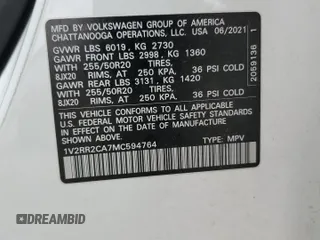 MFD BY VOLKSWAGEN GROUP OF AMERICA
CHATTANOOGA OPERATIONS, LLC. USA 06/2021
GVWR LBS 6019, KG 2730
GAWR FRONT LBS 2998, KG 1360
WITH 255/50R20 TIRES,
8JX20 RIMS, AT 250 KPA, 36 PSI COLD
GAWR REAR LBS 3131, KG 1420
WITH 255/50R20 TIRES,
8JX20 RIMS, AT 250 KPA, 36 PSI COLD
THIS VEHICLE CONFORMS TO ALL APPLICABLE
FEDERAL MOTOR VEHICLE SAFETY AND THEFT
PREVENTION STANDARDS IN EFFECT ON THE
DATE OF MANUFACTURE SHOWN ABOVE.
1V2RR2CA7MC594764 TYPE: MPV
2059136 1